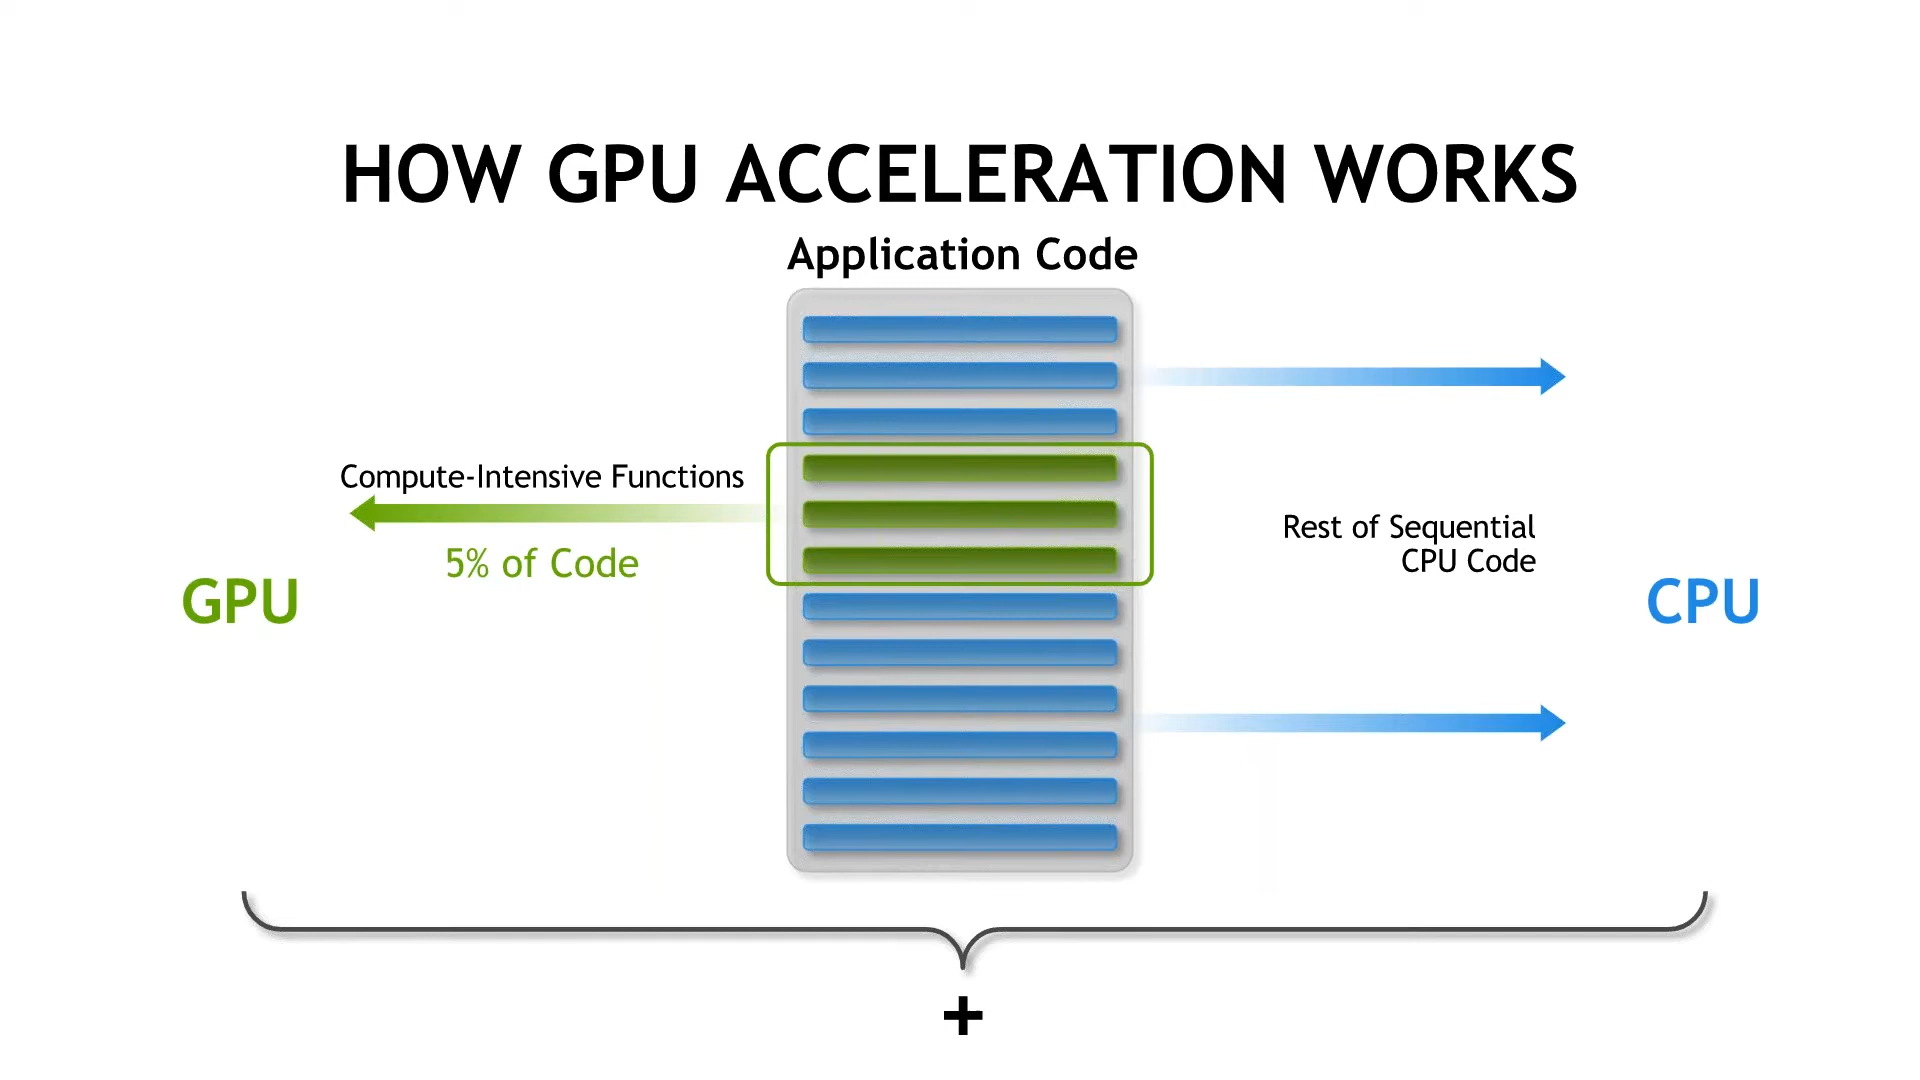 HOW GPU ACCELERATION WORKS
Application Code
Compute-Intensive Functions
5% of Code
GPU
Rest of Sequential
CPU Code
CPU
+